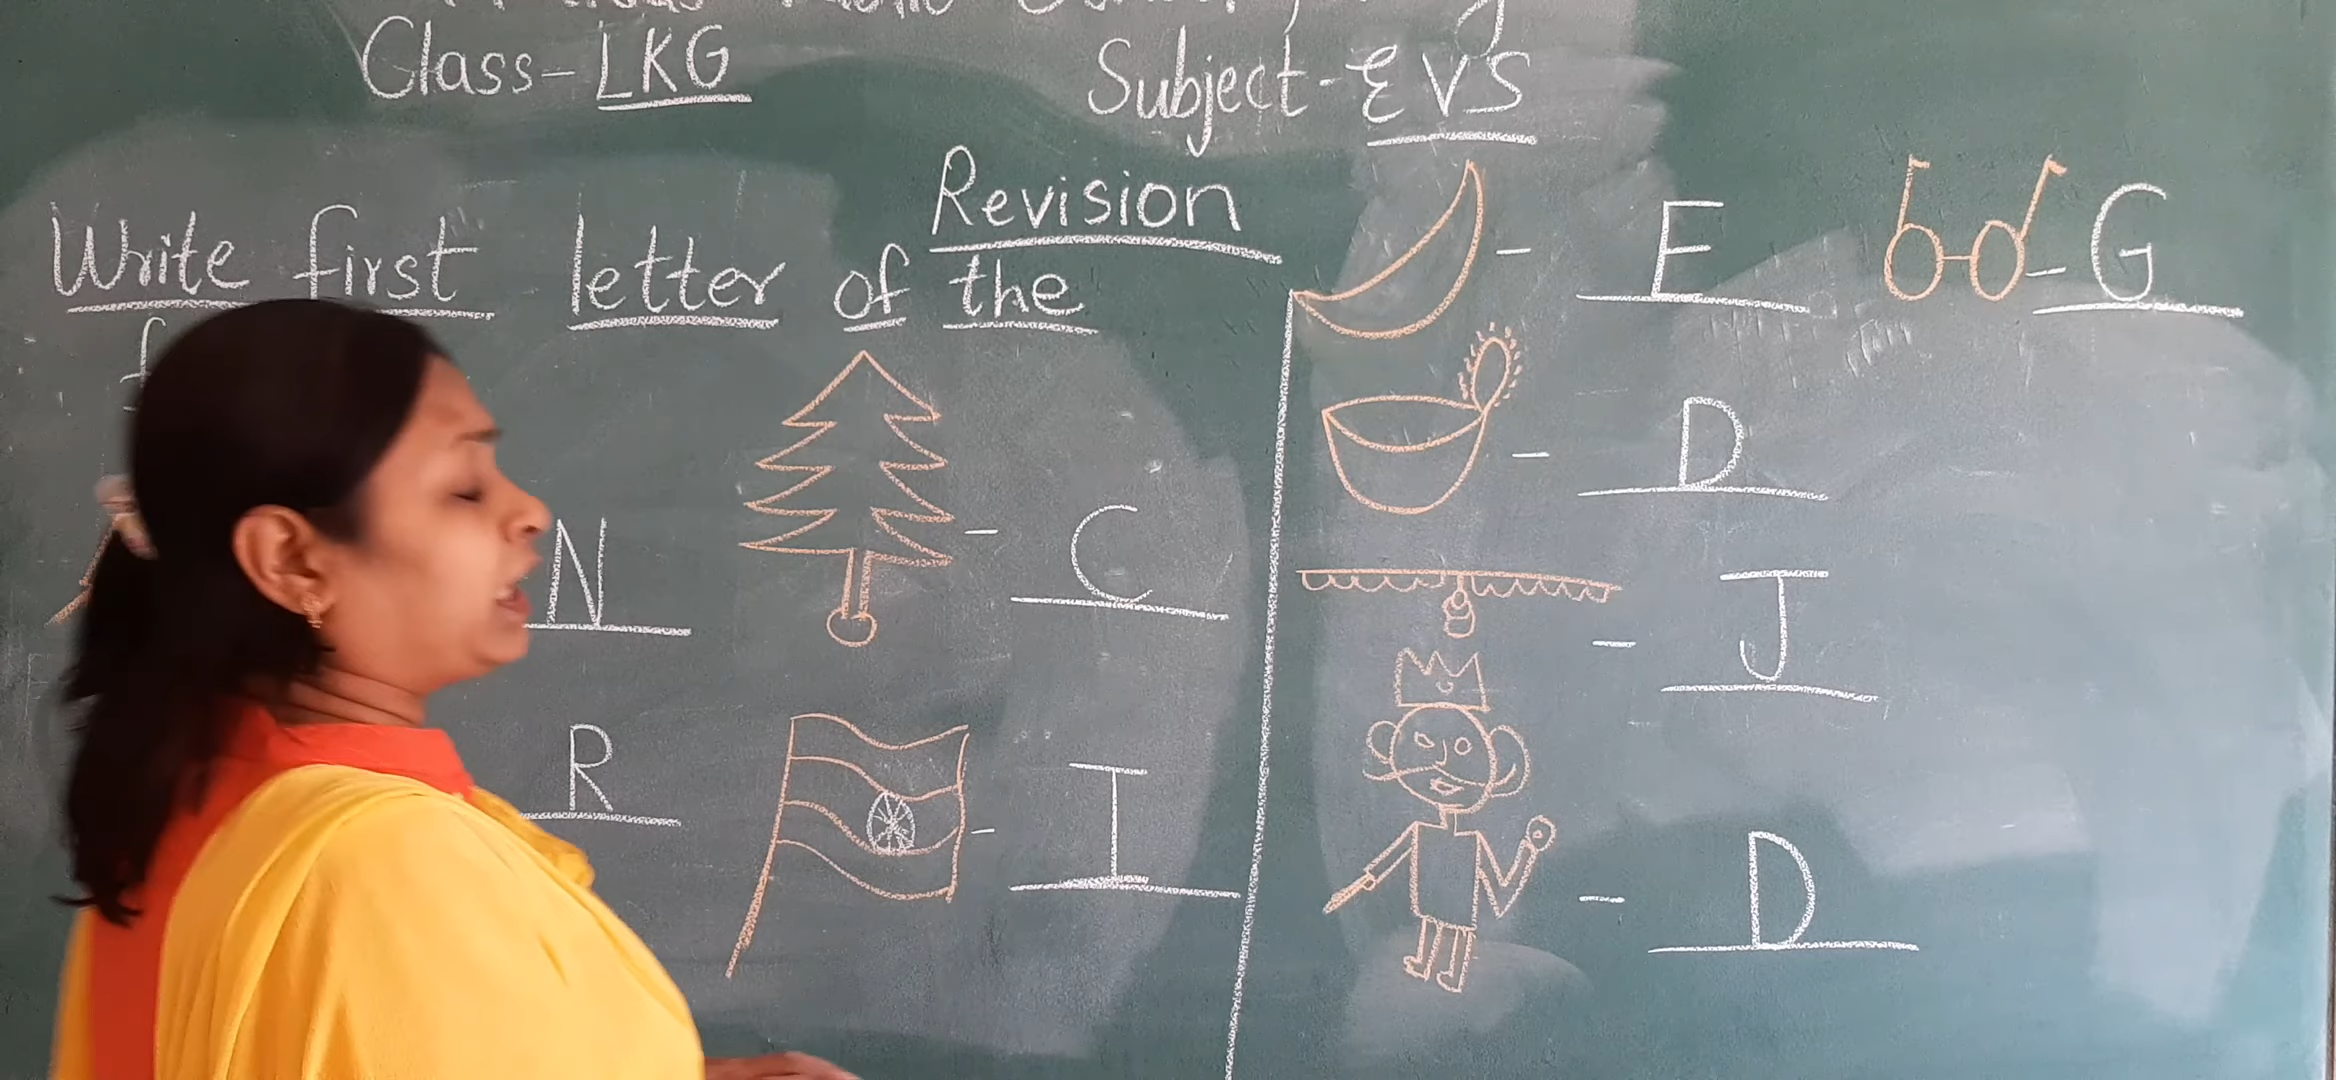 Class - LKG
Subject - EVS
Revision
Write first letter of the
N
C
R
I
- E
- G
- D
- J
- D